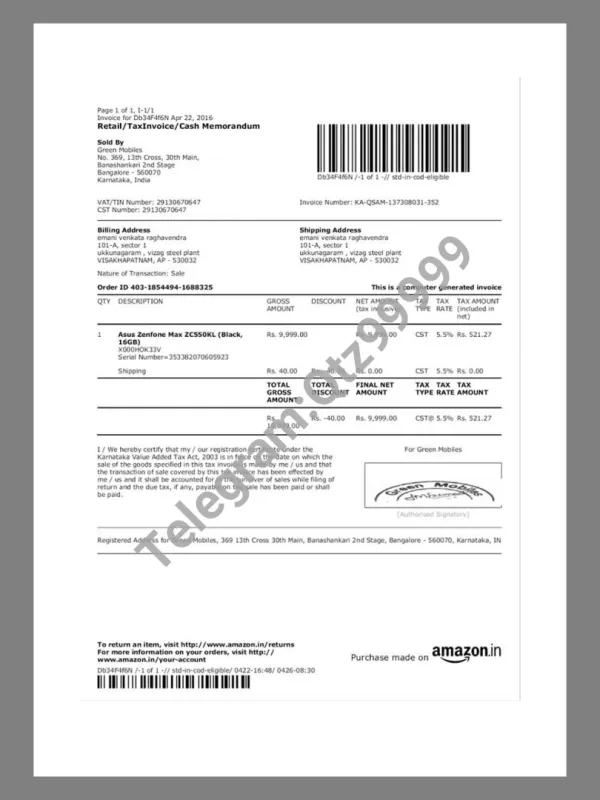 Page 1 of 1, I-1/1
Invoice for Db34F4f6N Apr 22, 2016
Retail/TaxInvoice/Cash Memorandum
Sold By
Green Mobiles
No. 369, 13th Cross, 30th Main,
Banashankari 2nd Stage
Bangalore - 560070
Karnataka, India
Db34F4f6N /-1 of 1 -// std-in-cod-eligible
VAT/TIN Number: 29130670647
CST Number: 29130670647
Invoice Number: KA-QSAM-137308031-352
Billing Address
emani venkata raghavendra
101-A, sector 1
ukkunagaram , vizag steel plant
VISAKHAPATNAM, AP - 530032
Shipping Address
emani venkata raghavendra
101-A, sector 1
ukkunagaram , vizag steel plant
VISAKHAPATNAM, AP - 530032
Nature of Transaction: Sale
Order ID 403-1854494-1688325
This is a computer generated invoice
QTY DESCRIPTION GROSS AMOUNT DISCOUNT NET AMOUNT (tax inclusive) TAX TYPE TAX RATE TAX AMOUNT (included in net)
1 Asus Zenfone Max ZC550KL (Black, 16GB) Rs. 9,999.00 Rs. 9,999.00 CST 5.5% Rs. 521.27
X000HOK33V
Serial Number=353382070605923
Shipping Rs. 40.00 Rs. -40.00 Rs. 0.00 CST 5.5% Rs. 0.00
TOTAL GROSS AMOUNT TOTAL DISCOUNT FINAL NET AMOUNT TAX TYPE TAX RATE TAX AMOUNT
Rs. 10,039.00 Rs. -40.00 Rs. 9,999.00 CST@ 5.5% Rs. 521.27
I / We hereby certify that my / our registration certificate under the
Karnataka Value Added Tax Act, 2003 is in force on the date on which the
sale of the goods specified in this tax invoice is made by me / us and that
the transaction of sale covered by this tax invoice has been effected by
me / us and it shall be accounted for in the turnover of sales while filing of
return and the due tax, if any, payable on the sale has been paid or shall
be paid.
For Green Mobiles
Green Mobiles
[Authorised Signatory]
Registered Address for Green Mobiles, 369 13th Cross 30th Main, Banashankari 2nd Stage, Bangalore - 560070, Karnataka, IN
To return an item, visit http://www.amazon.in/returns
For more information on your orders, visit http://
www.amazon.in/your-account
Db34F4f6N /-1 of 1 -// std-in-cod-eligible/ 0422-16:48/ 0426-08:30
Purchase made on amazon.in
Telegram:Qtz99999